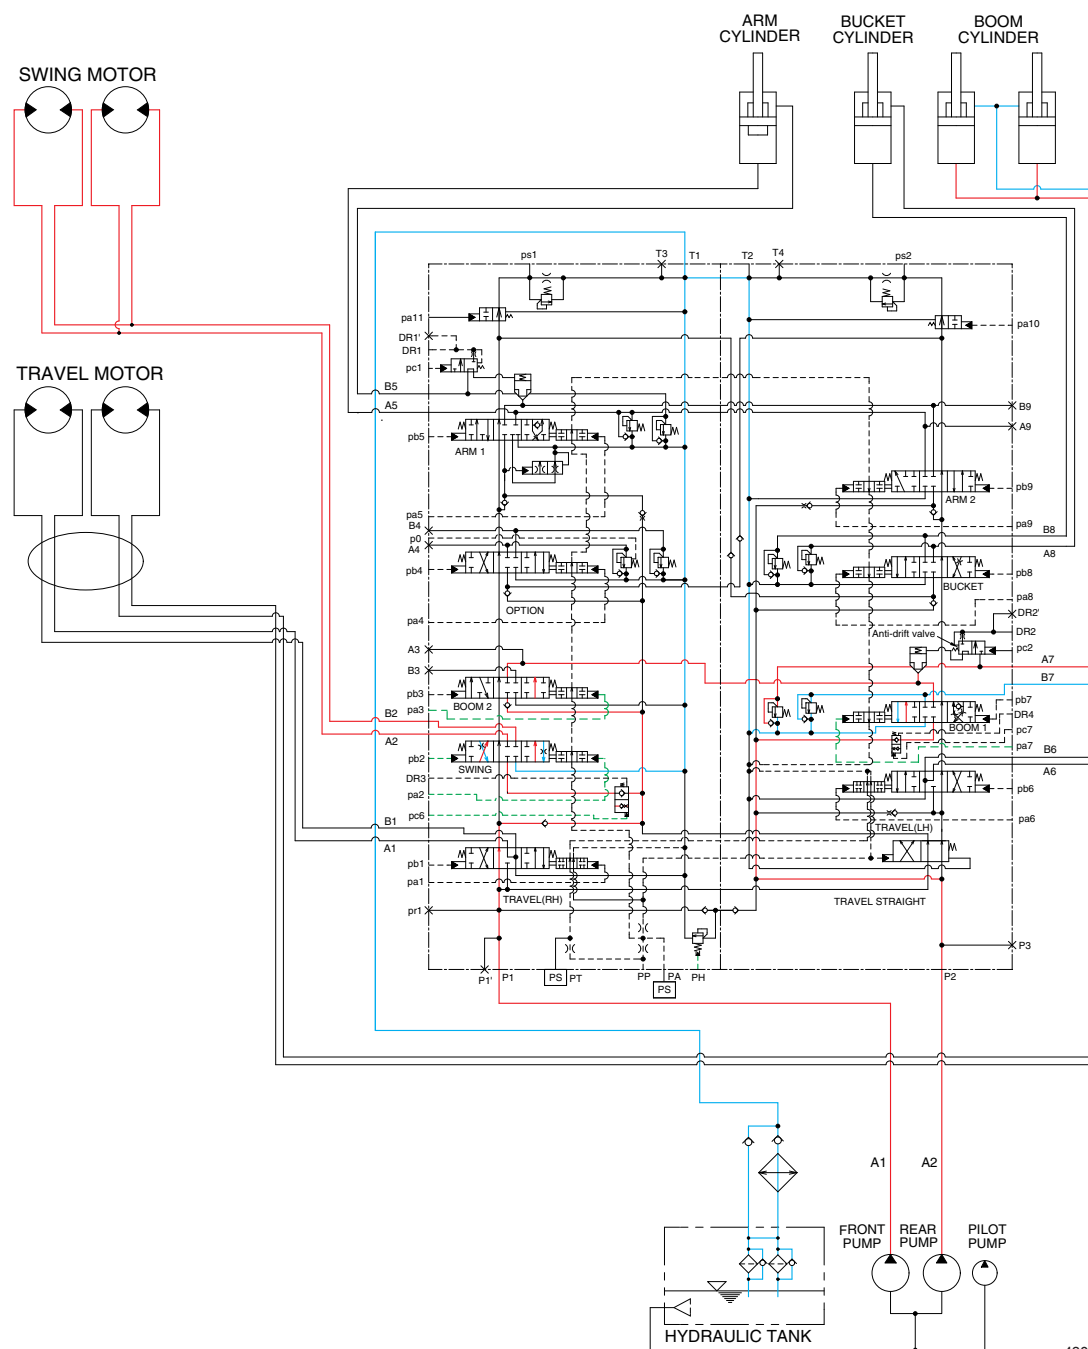 ARM
CYLINDER
BUCKET
CYLINDER
BOOM
CYLINDER
SWING MOTOR
TRAVEL MOTOR
ps1
T3
T1
T2
T4
ps2
pa11
pa10
DR1'
DR1
pc1
B5
A5
B9
A9
pb5
ARM 1
pb9
ARM 2
pa5
B4
p0
A4
pa9
B8
A8
pb4
OPTION
pb8
BUCKET
pa8
DR2'
pa4
Anti-drift valve
DR2
pc2
A3
B3
A7
B7
pb3
BOOM 2
pa3
pb7
DR4
BOOM 1
pc7
pa7
B2
A2
B6
A6
pb2
SWING
DR3
pa2
pc6
pb6
pa6
TRAVEL(LH)
B1
A1
pb1
pa1
TRAVEL(RH)
TRAVEL STRAIGHT
pr1
P3
P1'
P1
PS
PT
PP
PA
PS
PH
P2
A1
A2
FRONT
PUMP
REAR
PUMP
PILOT
PUMP
HYDRAULIC TANK